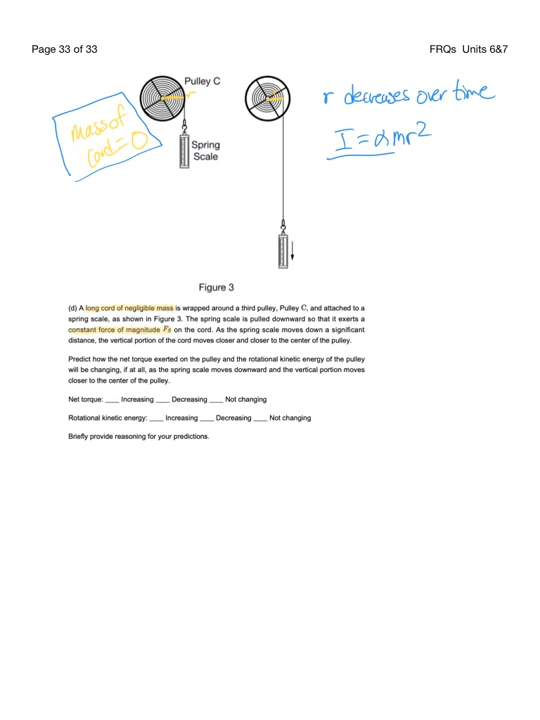 Page 33 of 33
FRQs Units 6&7
Pulley C
r decreases over time
mass of
cord = 0
r
I = αmr²
Spring
Scale
Figure 3
(d) A long cord of negligible mass is wrapped around a third pulley, Pulley C, and attached to a
spring scale, as shown in Figure 3. The spring scale is pulled downward so that it exerts a
constant force of magnitude F_S on the cord. As the spring scale moves down a significant
distance, the vertical portion of the cord moves closer and closer to the center of the pulley.
Predict how the net torque exerted on the pulley and the rotational kinetic energy of the pulley
will be changing, if at all, as the spring scale moves downward and the vertical portion moves
closer to the center of the pulley.
Net torque: ____ Increasing ____ Decreasing ____ Not changing
Rotational kinetic energy: ____ Increasing ____ Decreasing ____ Not changing
Briefly provide reasoning for your predictions.